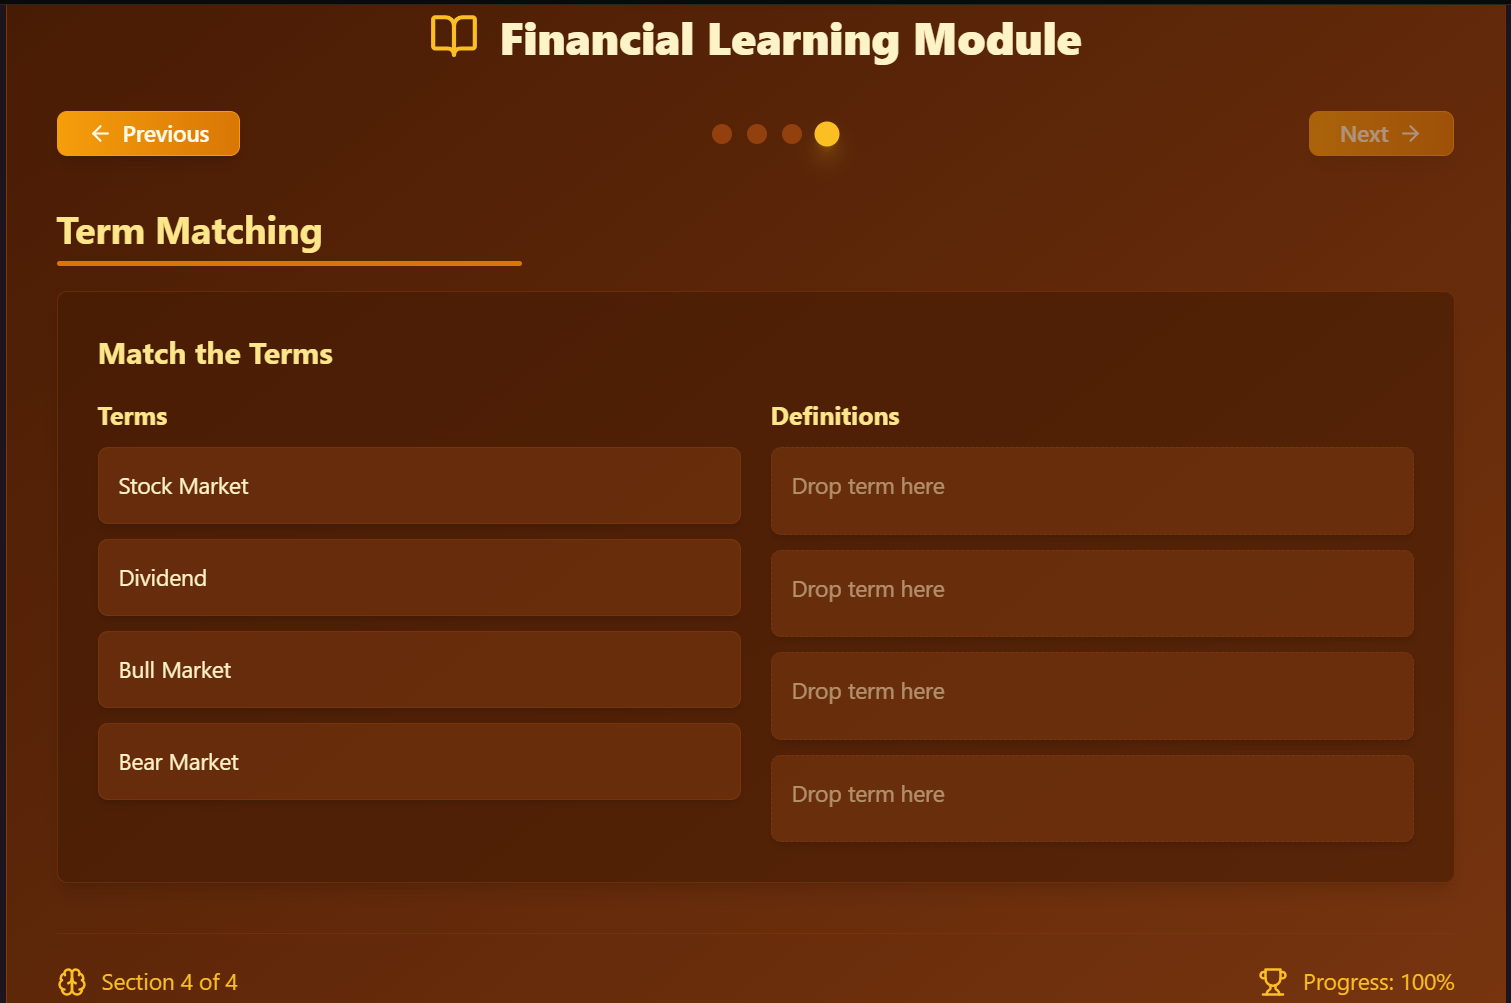 Financial Learning Module
Previous
Next
Term Matching
Match the Terms
Terms
Stock Market
Dividend
Bull Market
Bear Market
Definitions
Drop term here
Drop term here
Drop term here
Drop term here
Section 4 of 4
Progress: 100%